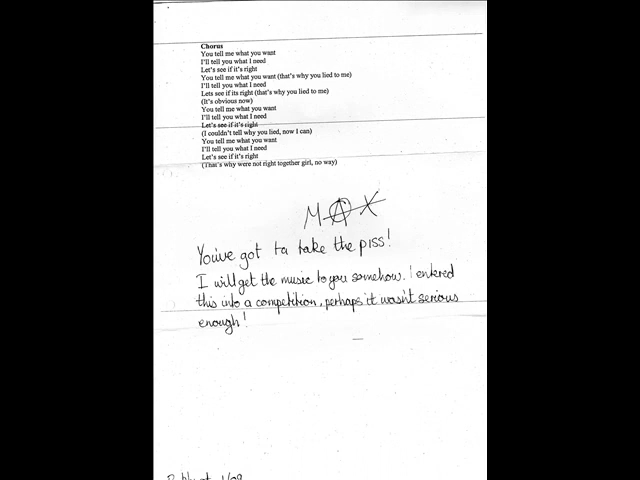 Chorus
You tell me what you want
I'll tell you what I need
Let's see if it's right
You tell me what you want (that's why you lied to me)
I'll tell you what I need
Lets see if its right (that's why you lied to me)
(It's obvious now)
You tell me what you want
I'll tell you what I need
Let's see if it's right
(I couldn't tell why you lied, now I can)
You tell me what you want
I'll tell you what I need
Let's see if it's right
(That's why were not right together girl, no way)
MAX
You've got ta take the piss!
I will get the music to you somehow. I entered
this into a competition, perhaps it wasn't serious
enough!